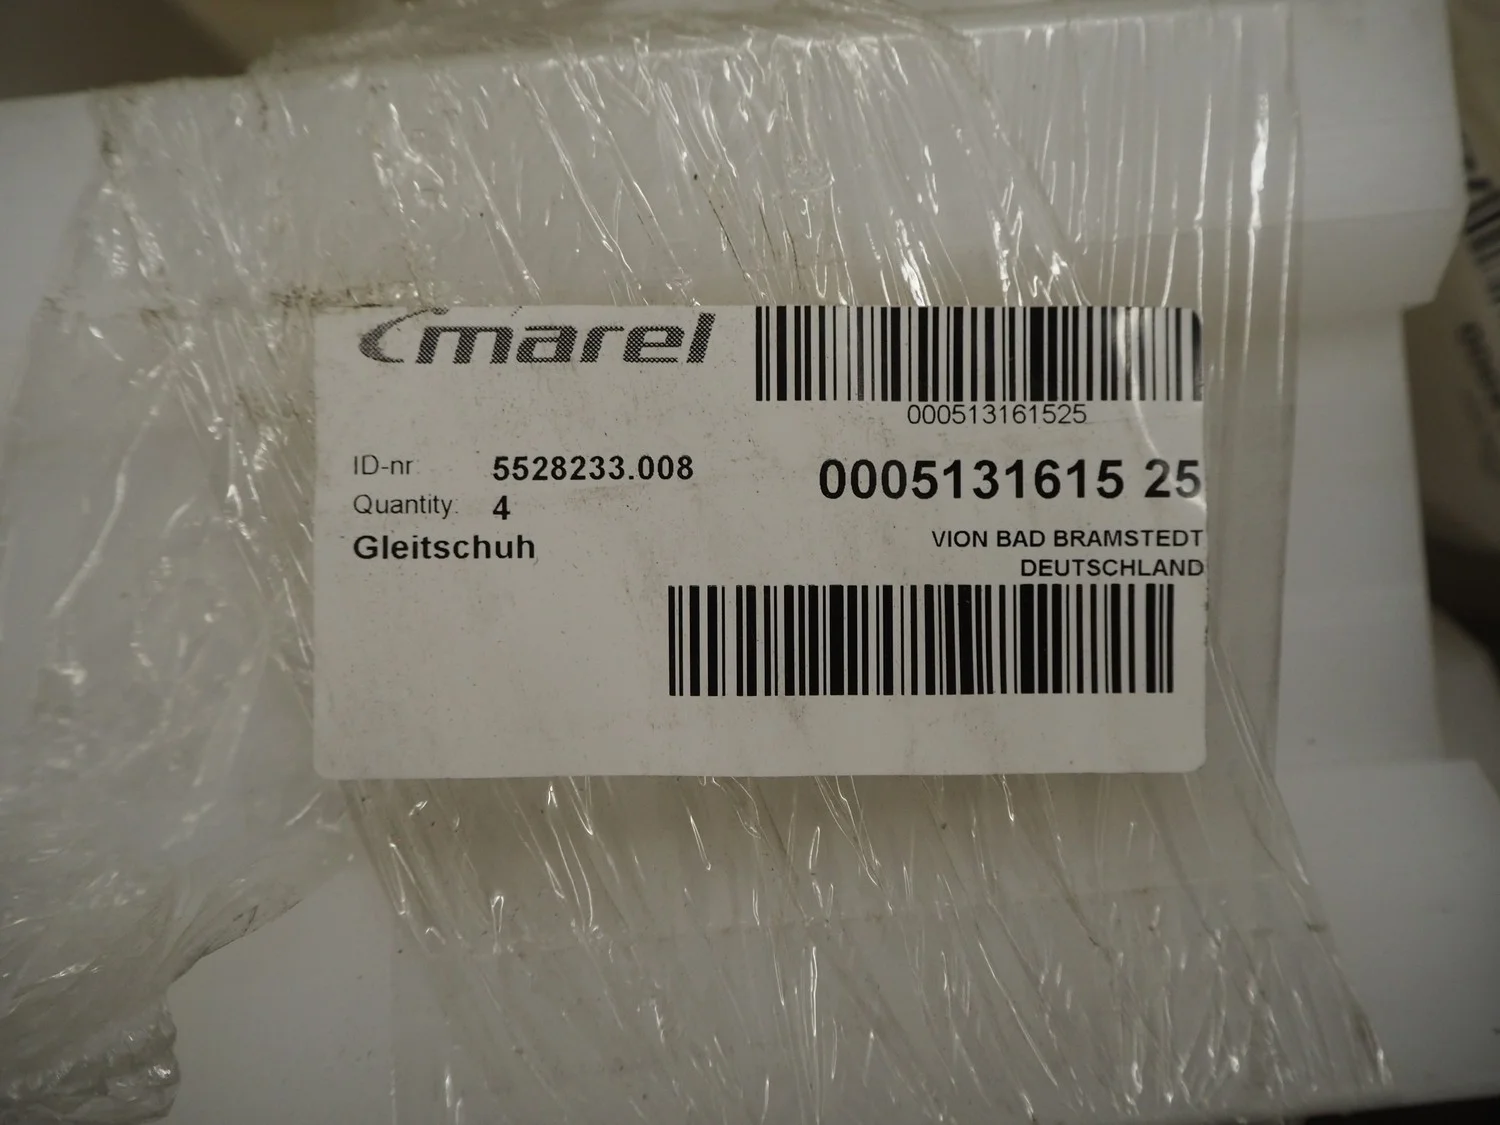 marel
000513161525
ID-nr 5528233.008
0005131615 25
Quantity: 4
Gleitschuh
VION BAD BRAMSTEDT
DEUTSCHLAND